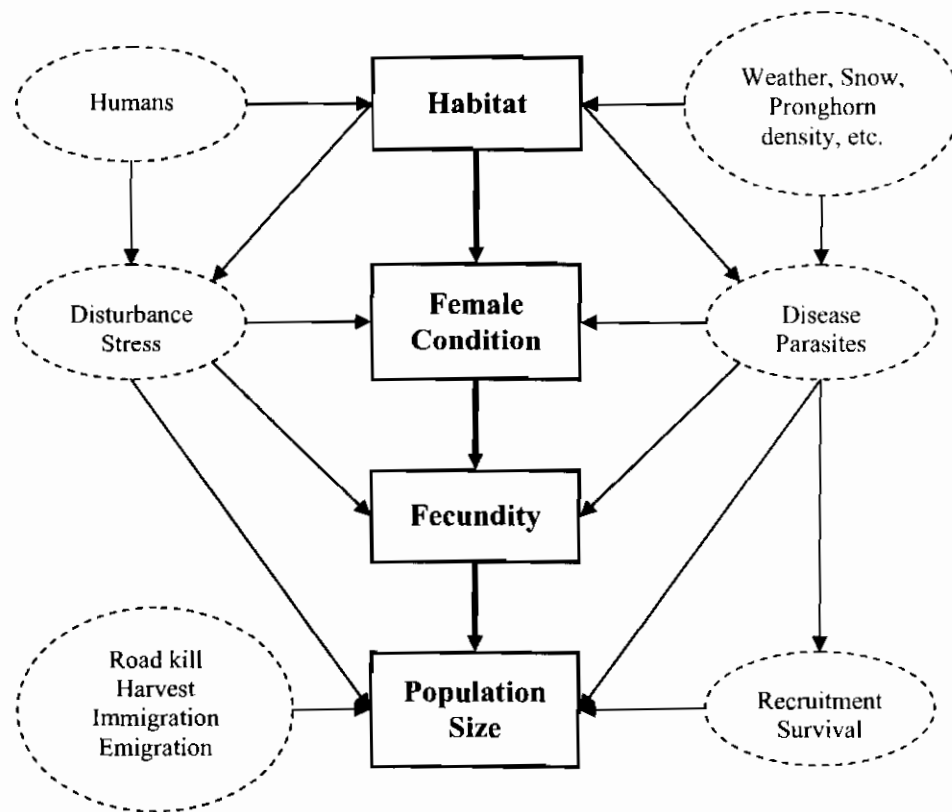 Humans
Habitat
Weather, Snow,
Pronghorn
density, etc.
Disturbance
Stress
Female
Condition
Disease
Parasites
Fecundity
Road kill
Harvest
Immigration
Emigration
Population
Size
Recruitment
Survival